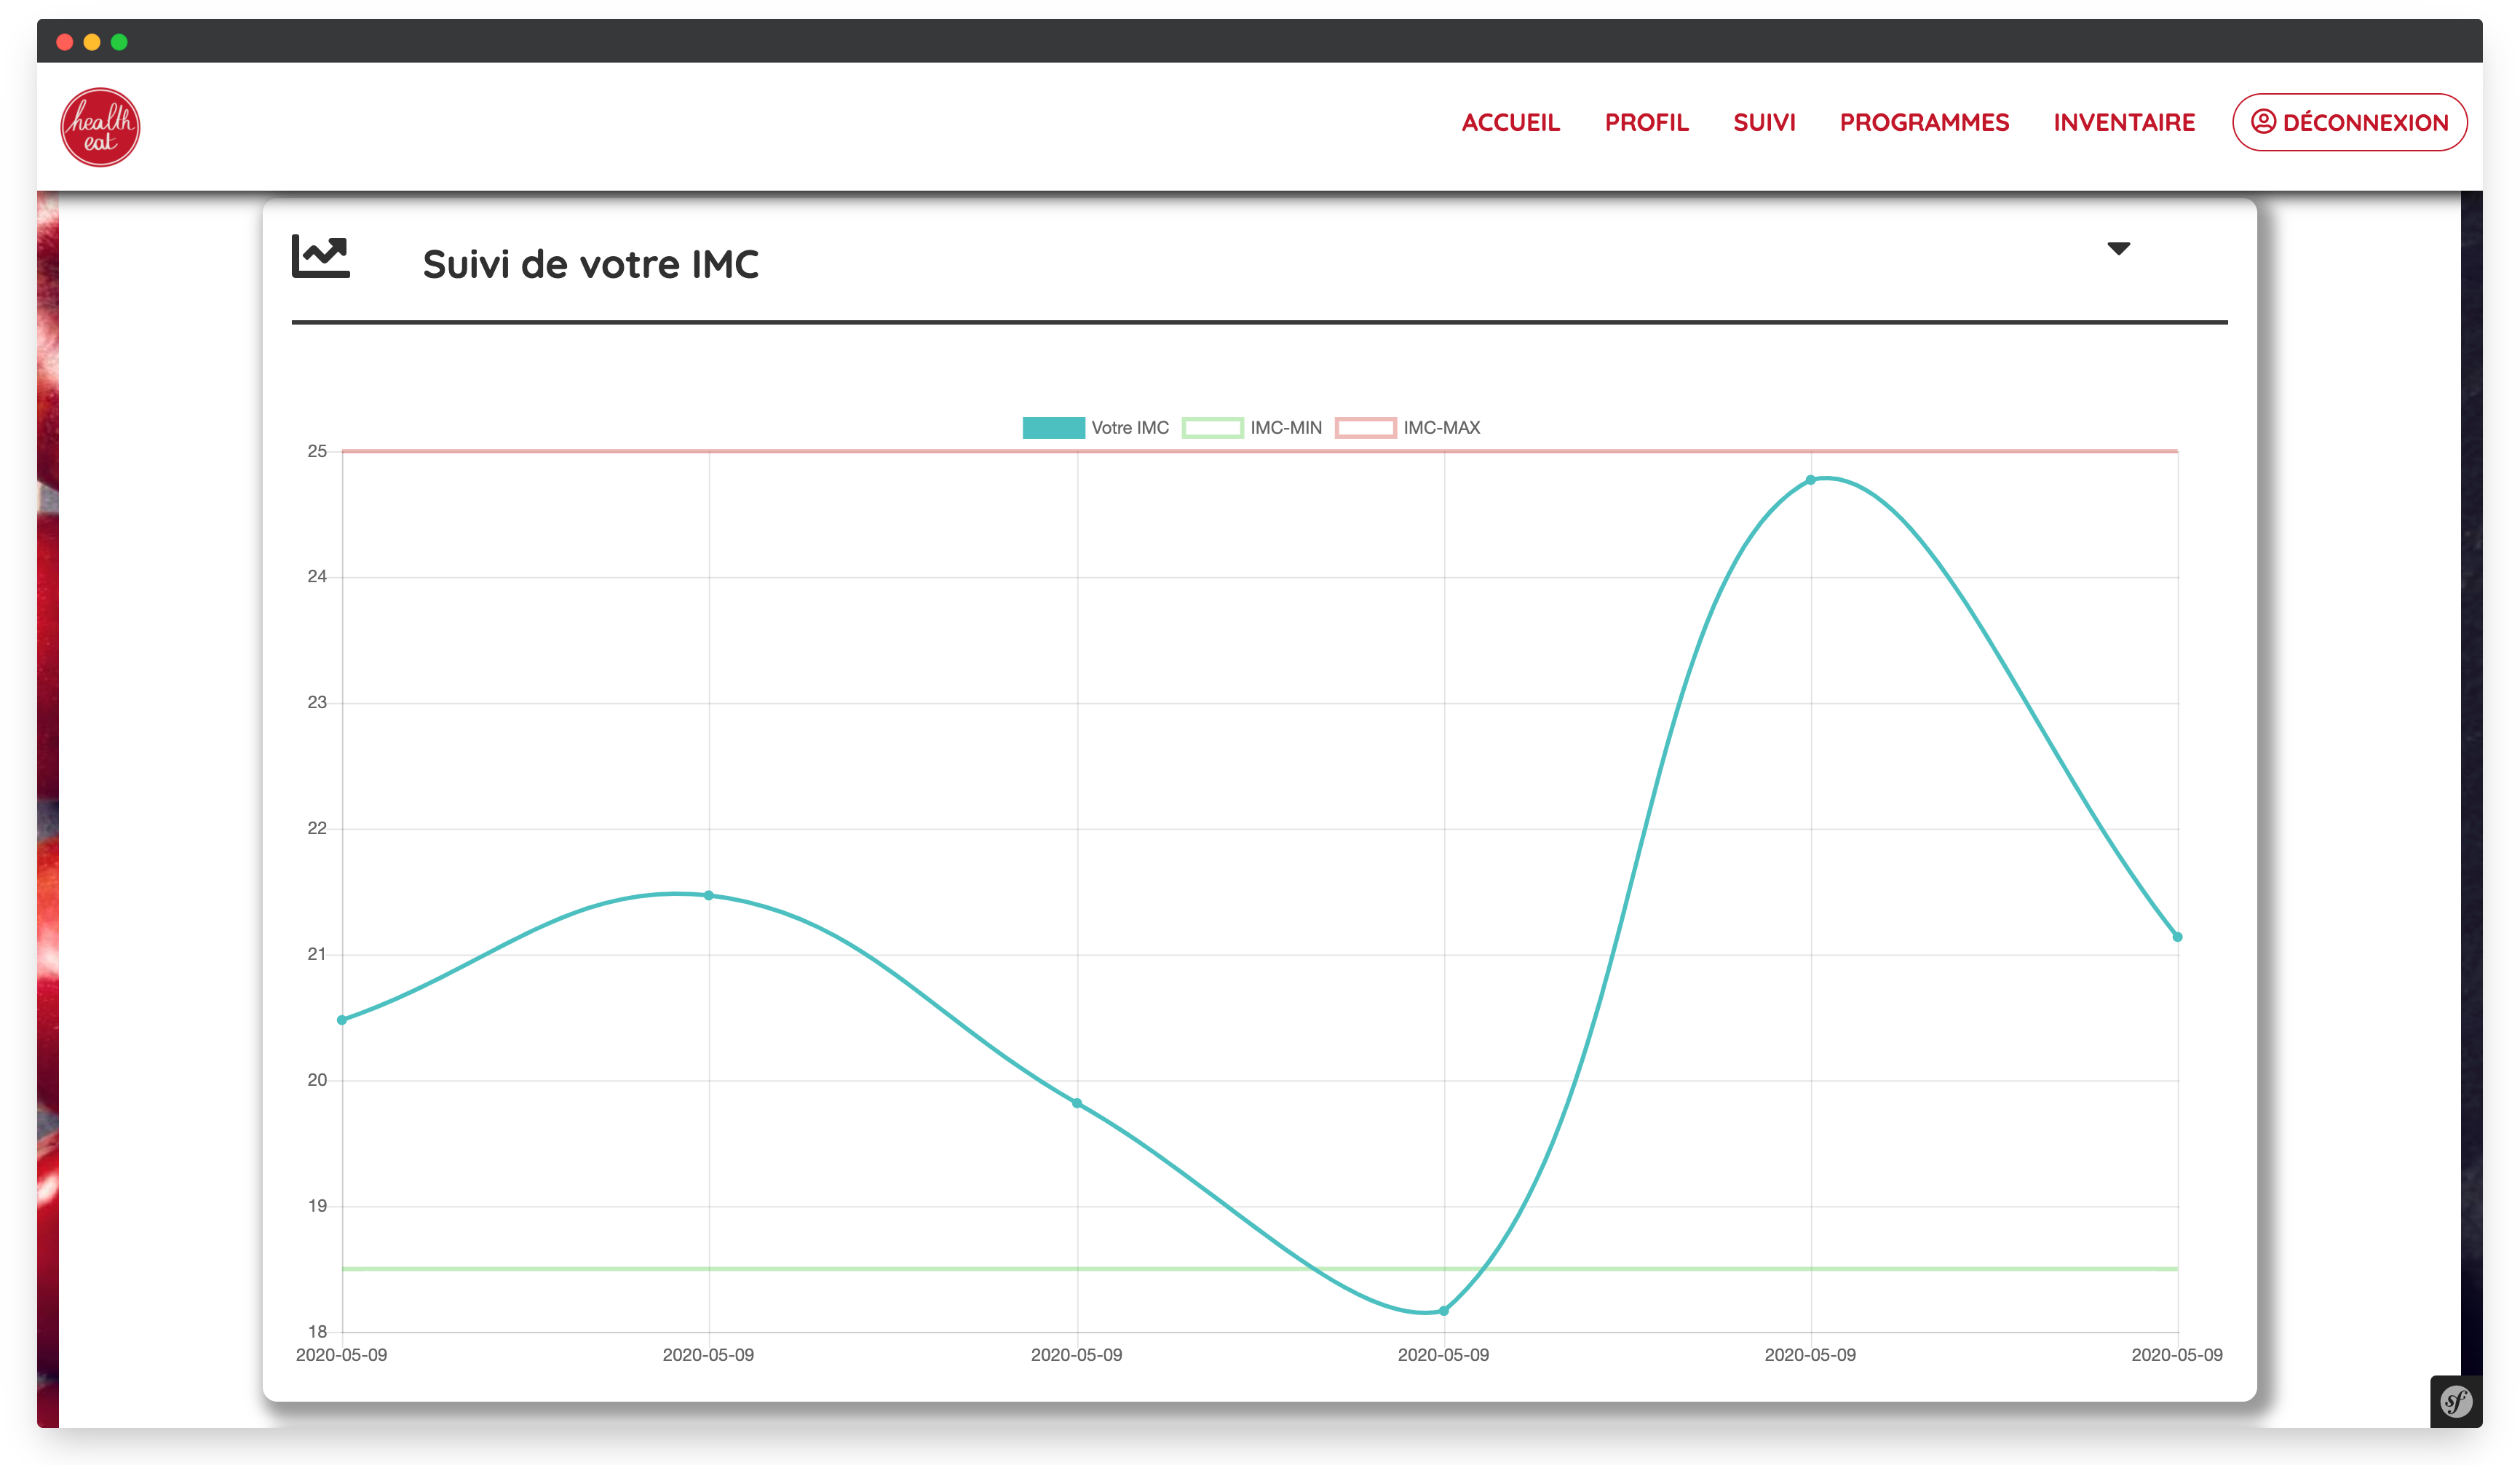 health
eat
ACCUEIL PROFIL SUIVI PROGRAMMES INVENTAIRE DÉCONNEXION
Suivi de votre IMC
Votre IMC IMC-MIN IMC-MAX
25
24
23
22
21
20
19
18
2020-05-09 2020-05-09 2020-05-09 2020-05-09 2020-05-09 2020-05-09
sf